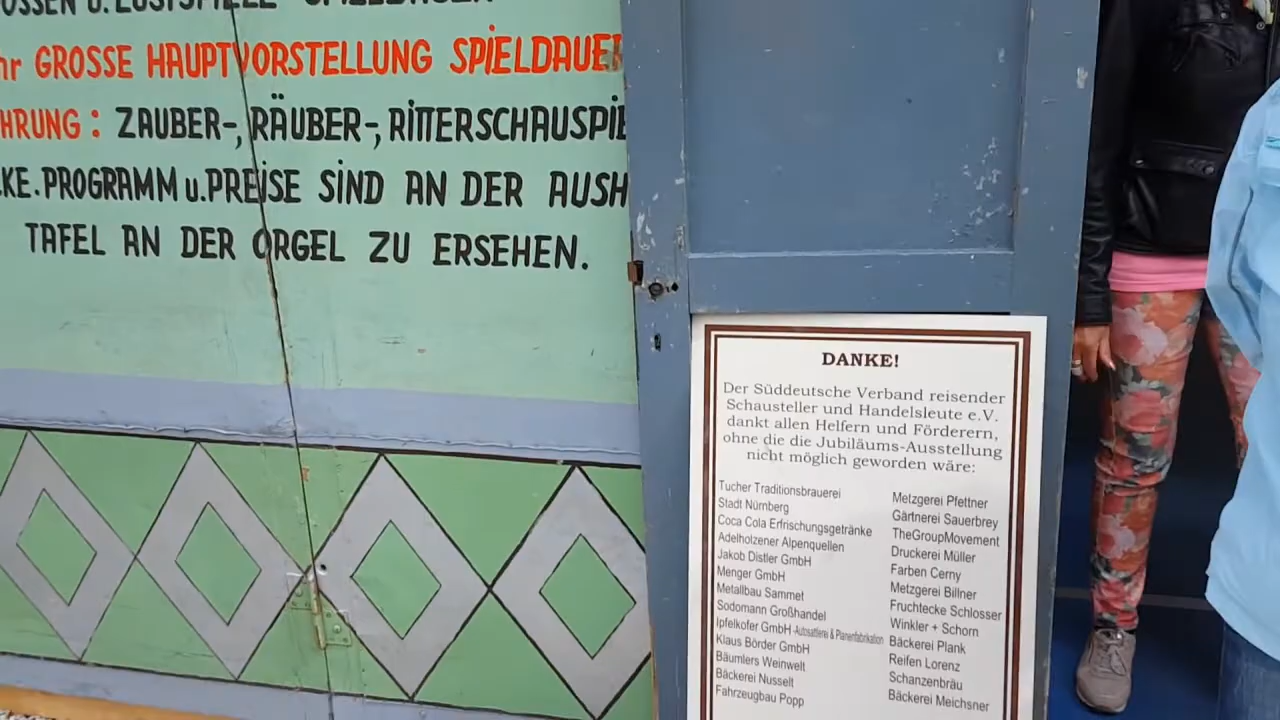 GROSSE HAUPTVORSTELLUNG SPIELDAUER
ZAUBER-, RÄUBER-, RITTERSCHAUSPIE
PROGRAMM u. PREISE SIND AN DER AUSH
TAFEL AN DER ORGEL ZU ERSEHEN.
DANKE!
Der Süddeutsche Verband reisender
Schausteller und Handelsleute e.V.
dankt allen Helfern und Förderern,
ohne die die Jubiläums-Ausstellung
nicht möglich geworden wäre:
Tucher Traditionsbrauerei
Stadt Nürnberg
Coca Cola Erfrischungsgetränke
Adelholzener Alpenquellen
Jakob Distler GmbH
Menger GmbH
Metallbau Sammet
Sodomann Großhandel
Ipfelkofer GmbH -Autosattlerei & Planenfabrikation
Klaus Börder GmbH
Bäumlers Weinwelt
Bäckerei Nusselt
Fahrzeugbau Popp
Metzgerei Pfettner
Gärtnerei Sauerbrey
TheGroupMovement
Druckerei Müller
Farben Cerny
Metzgerei Billner
Fruchtecke Schlosser
Winkler + Schorn
Bäckerei Plank
Reifen Lorenz
Schanzenbräu
Bäckerei Meichsner